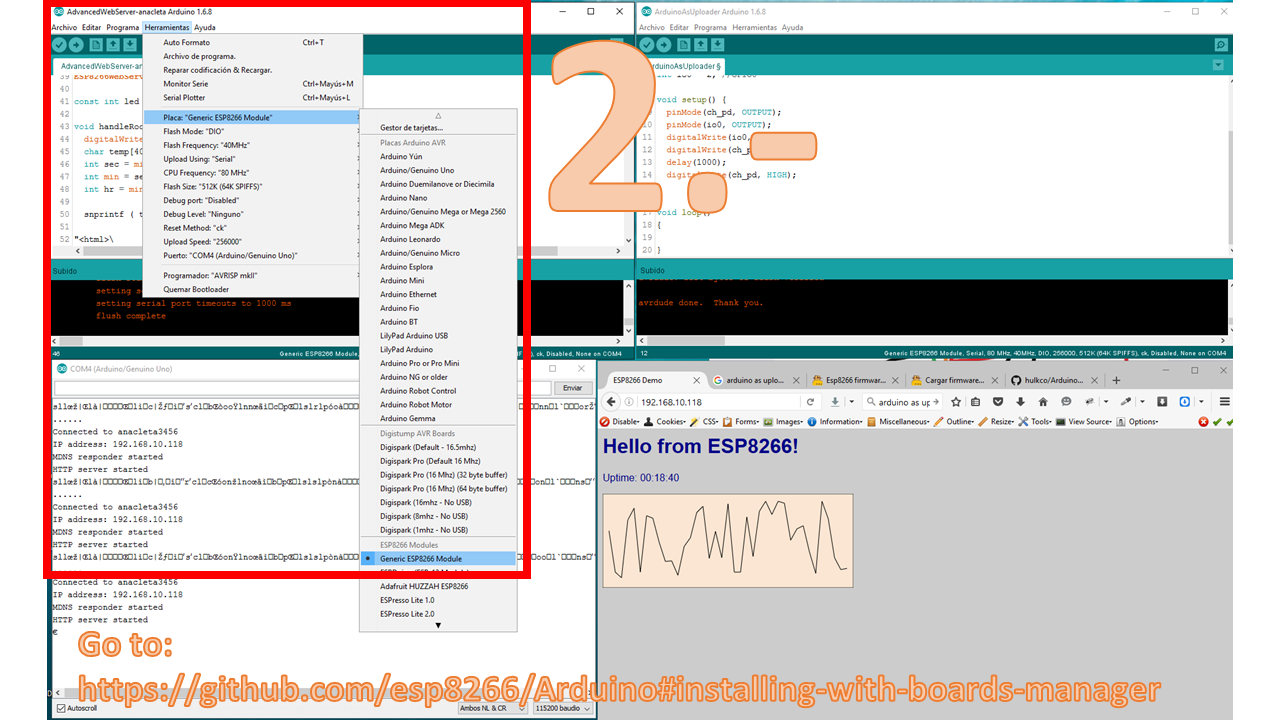 AdvancedWebServer-anacleta Arduino 1.6.8
Archivo Editar Programa Herramientas Ayuda
AdvancedWebServer-an
40
41 const int led
42
43 void handleRoo
44 digitalWrite
45 char temp[40
46 int sec = mi
47 int min = se
48 int hr = min
49
50 snprintf ( t
51
52 "<html>\
Subido
setting serial port timeouts to 1000 ms
flush complete
46
Generic ESP8266 Module,
ck, Disabled, None on COM4
Auto Formato Ctrl+T
Archivo de programa.
Reparar codificación & Recargar.
Monitor Serie Ctrl+Mayús+M
Serial Plotter Ctrl+Mayús+L
Placa: "Generic ESP8266 Module"
Flash Mode: "DIO"
Flash Frequency: "40MHz"
Upload Using: "Serial"
CPU Frequency: "80 MHz"
Flash Size: "512K (64K SPIFFS)"
Debug port: "Disabled"
Debug Level: "Ninguno"
Reset Method: "ck"
Upload Speed: "256000"
Puerto: "COM4 (Arduino/Genuino Uno)"
Programador: "AVRISP mkII"
Quemar Bootloader
Gestor de tarjetas...
Placas Arduino AVR
Arduino Yún
Arduino/Genuino Uno
Arduino Duemilanove or Diecimila
Arduino Nano
Arduino/Genuino Mega or Mega 2560
Arduino Mega ADK
Arduino Leonardo
Arduino/Genuino Micro
Arduino Esplora
Arduino Mini
Arduino Ethernet
Arduino Fio
Arduino BT
LilyPad Arduino USB
LilyPad Arduino
Arduino Pro or Pro Mini
Arduino NG or older
Arduino Robot Control
Arduino Robot Motor
Arduino Gemma
Digistump AVR Boards
Digispark (Default - 16.5mhz)
Digispark Pro (Default 16 Mhz)
Digispark Pro (16 Mhz) (32 byte buffer)
Digispark Pro (16 Mhz) (64 byte buffer)
Digispark (16mhz - No USB)
Digispark (8mhz - No USB)
Digispark (1mhz - No USB)
ESP8266 Modules
Generic ESP8266 Module
Adafruit HUZZAH ESP8266
ESPresso Lite 1.0
ESPresso Lite 2.0
2.-
ArduinoAsUploader Arduino 1.6.8
Archivo Editar Programa Herramientas Ayuda
ArduinoAsUploader §
void setup() {
pinMode(ch_pd, OUTPUT);
10 pinMode(io0, OUTPUT);
11 digitalWrite(io0,
12 digitalWrite(ch_p
13 delay(1000);
14 digit
(ch_pd, HIGH);
void loop()
18 {
19
20 }
Subido
avrdude done. Thank you.
12
Generic ESP8266 Module, Serial, 80 MHz, 40MHz, DIO, 256000, 512K (64K SPIFFS), ck, Disabled, None on COM4
COM4 (Arduino/Genuino Uno)
Enviar
......
Connected to anacleta3456
IP address: 192.168.10.118
MDNS responder started
HTTP server started
......
Connected to anacleta3456
IP address: 192.168.10.118
MDNS responder started
HTTP server started
Connected to anacleta3456
IP address: 192.168.10.118
MDNS responder started
HTTP server started
€
Autoscroll
Ambos NL & CR
115200 baudio
ESP8266 Demo
arduino as uplo...
Esp8266 firmwar...
Cargar firmware...
hulkco/Arduino...
192.168.10.118
arduino as up
Disable Cookies CSS Forms Images Information Miscellaneous Outline Resize Tools View Source Options
Hello from ESP8266!
Uptime: 00:18:40
Go to:
https://github.com/esp8266/Arduino#installing-with-boards-manager